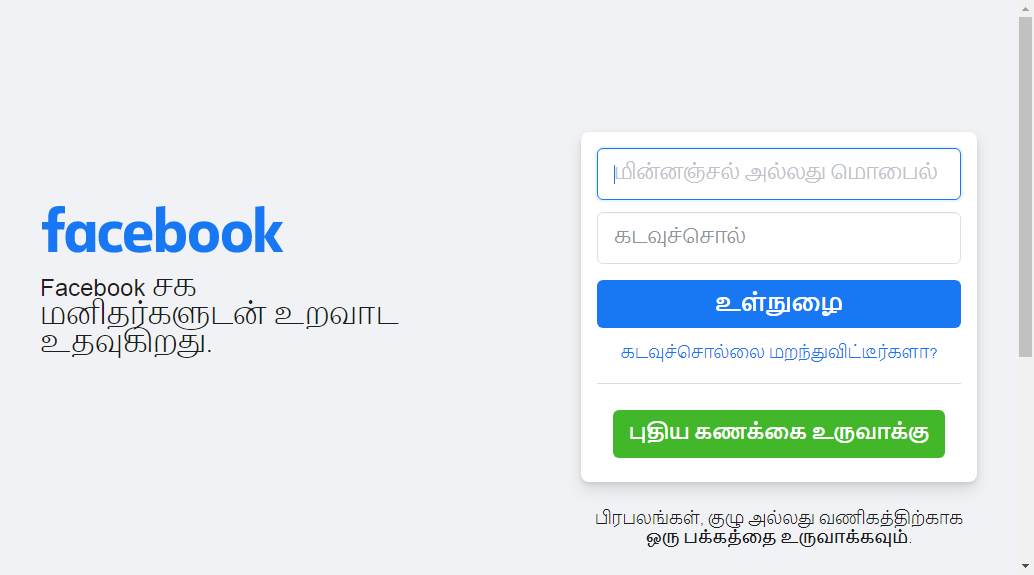 facebook
Facebook சக
மனிதர்களுடன் உறவாட
உதவுகிறது.
மின்னஞ்சல் அல்லது மொபைல்
கடவுச்சொல்
உள்நுழை
கடவுச்சொல்லை மறந்துவிட்டீர்களா?
புதிய கணக்கை உருவாக்கு
பிரபலங்கள், குழு அல்லது வணிகத்திற்காக
ஒரு பக்கத்தை உருவாக்கவும்.